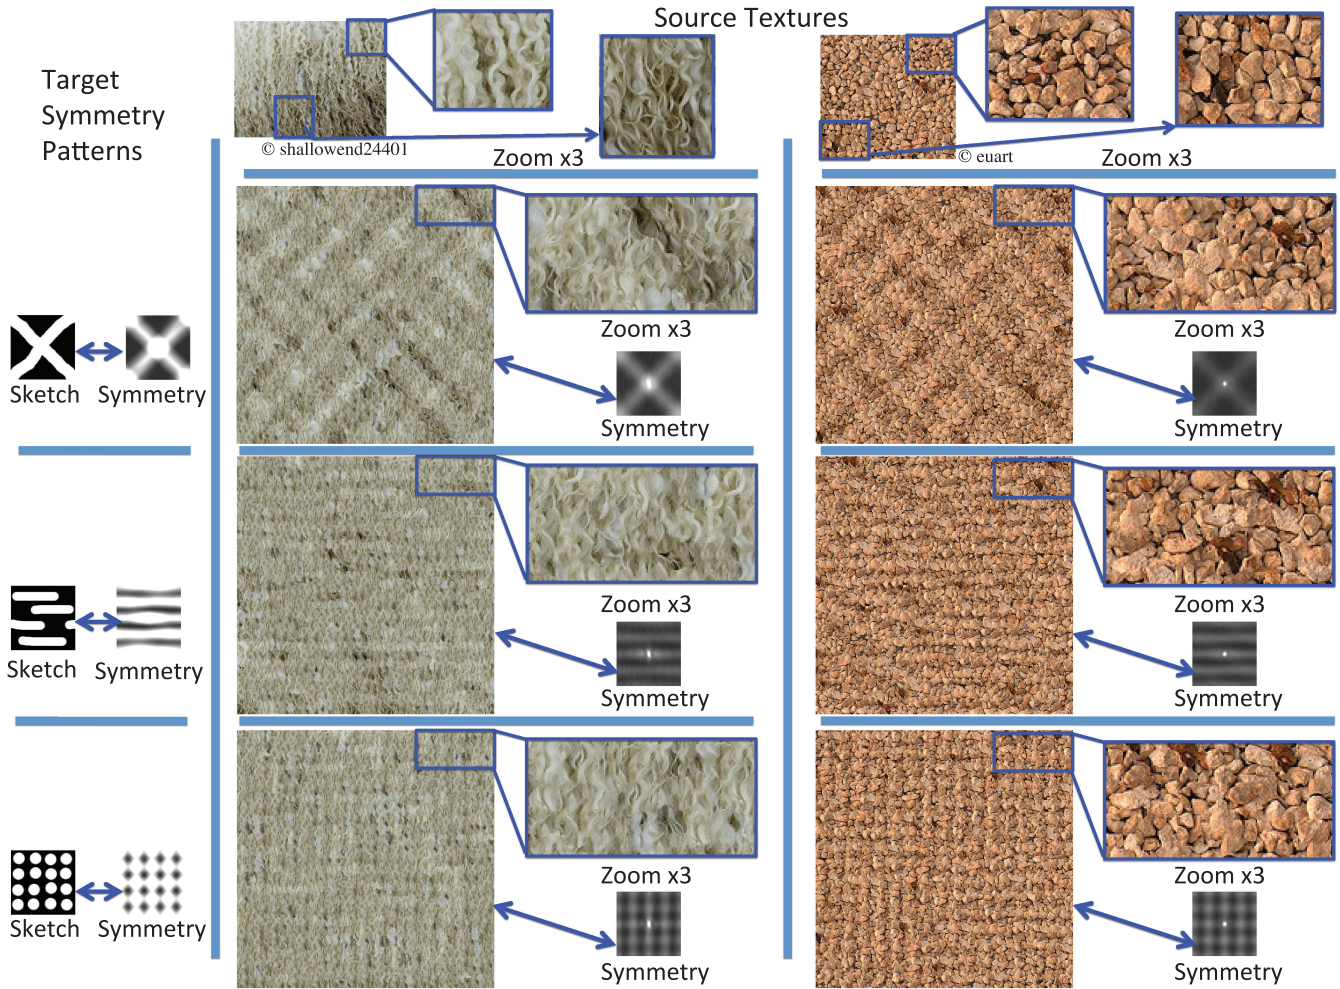 Source Textures
Target
Symmetry
Patterns
© shallowend24401
Zoom x3
© euart
Zoom x3
Zoom x3
Zoom x3
Sketch
Symmetry
Symmetry
Symmetry
Zoom x3
Zoom x3
Sketch
Symmetry
Symmetry
Symmetry
Zoom x3
Zoom x3
Sketch
Symmetry
Symmetry
Symmetry